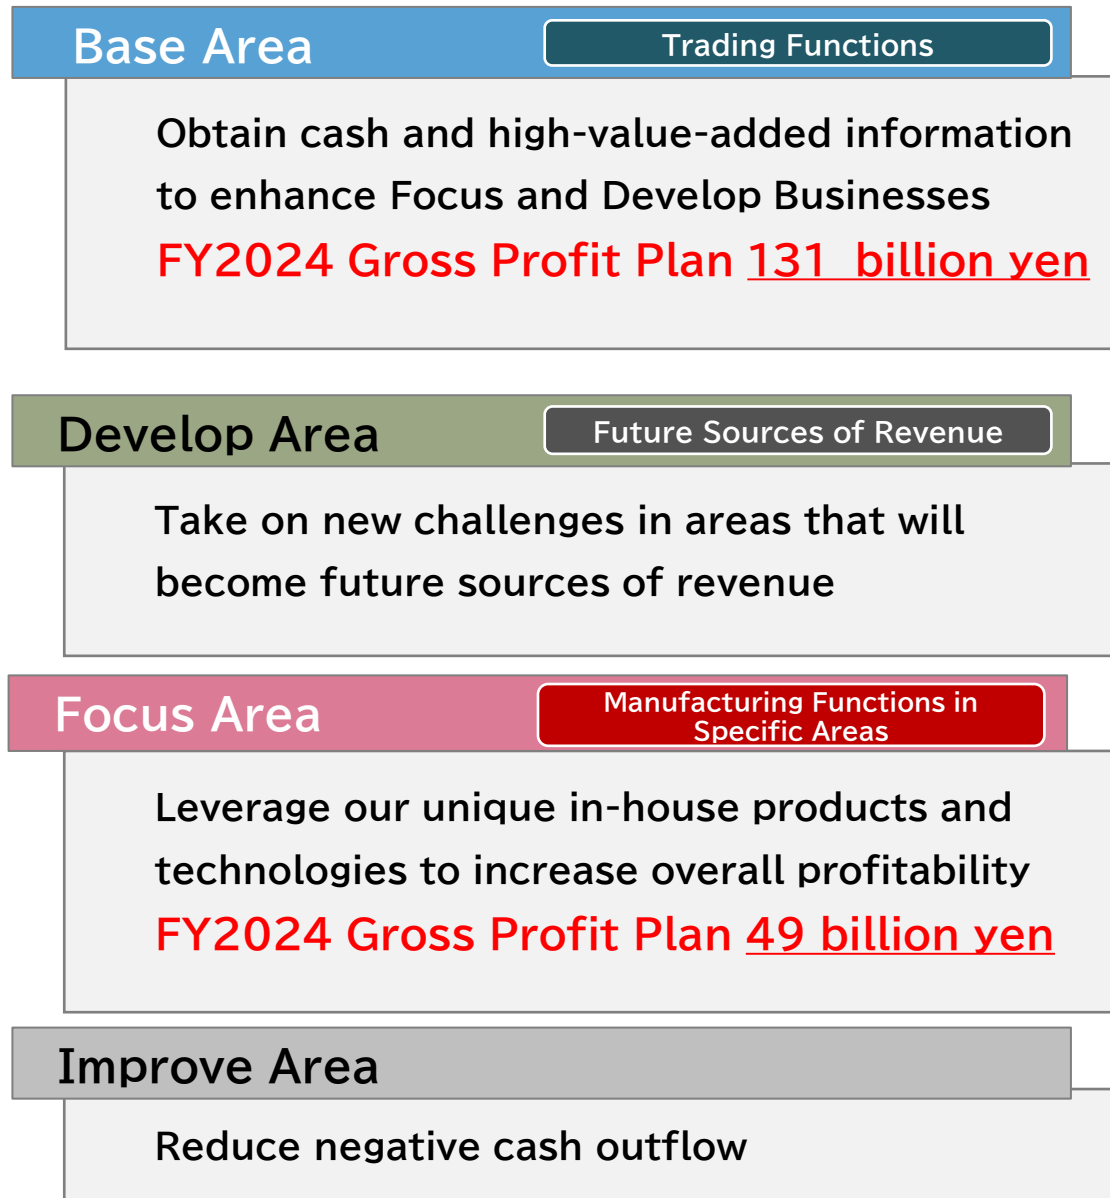 Base Area
Trading Functions
Obtain cash and high-value-added information
to enhance Focus and Develop Businesses
FY2024 Gross Profit Plan 131  billion yen
Develop Area
Future Sources of Revenue
Take on new challenges in areas that will
become future sources of revenue
Focus Area
Manufacturing Functions in
Specific Areas
Leverage our unique in-house products and
technologies to increase overall profitability
FY2024 Gross Profit Plan 49 billion yen
Improve Area
Reduce negative cash outflow